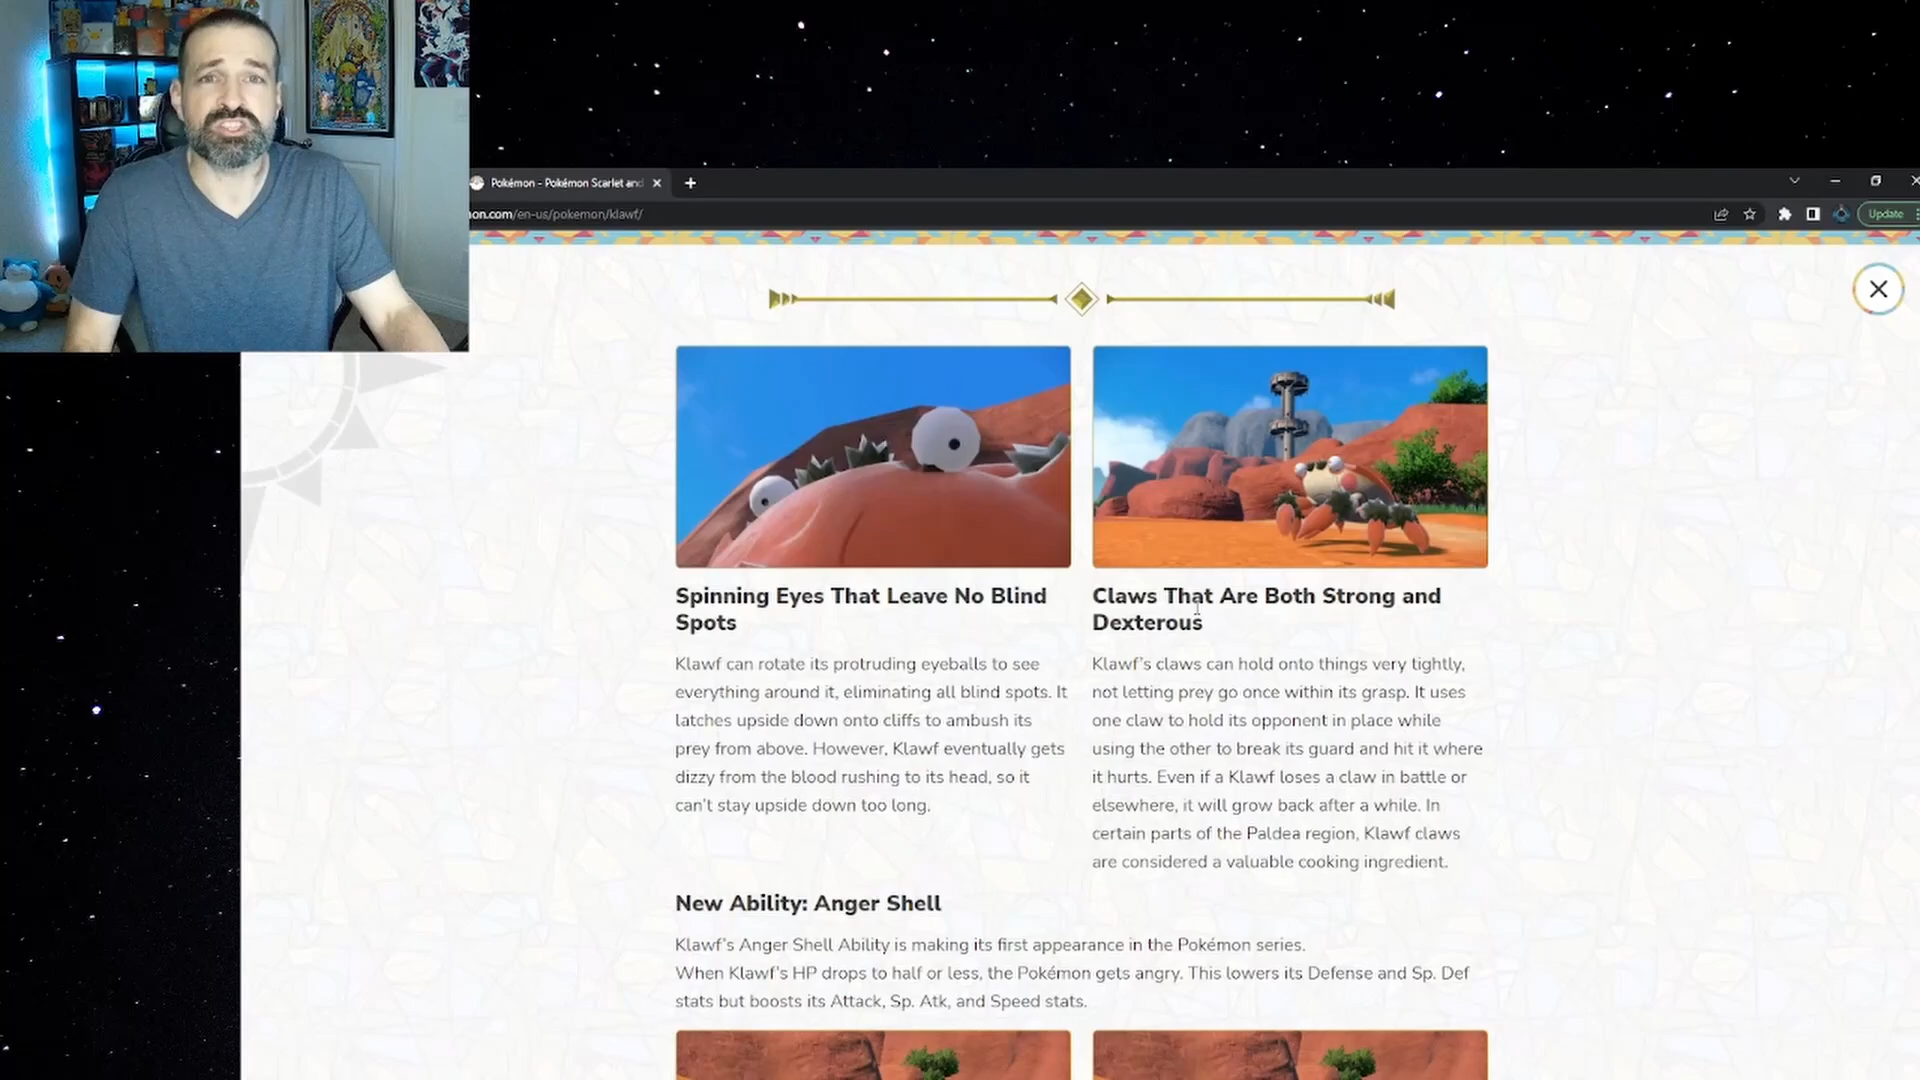 Pokémon - Pokémon Scarlet and
non.com/en-us/pokemon/klawf/
Update
Spinning Eyes That Leave No Blind
Spots
Klawf can rotate its protruding eyeballs to see
everything around it, eliminating all blind spots. It
latches upside down onto cliffs to ambush its
prey from above. However, Klawf eventually gets
dizzy from the blood rushing to its head, so it
can't stay upside down too long.
Claws That Are Both Strong and
Dexterous
Klawf's claws can hold onto things very tightly,
not letting prey go once within its grasp. It uses
one claw to hold its opponent in place while
using the other to break its guard and hit it where
it hurts. Even if a Klawf loses a claw in battle or
elsewhere, it will grow back after a while. In
certain parts of the Paldea region, Klawf claws
are considered a valuable cooking ingredient.
New Ability: Anger Shell
Klawf's Anger Shell Ability is making its first appearance in the Pokémon series.
When Klawf's HP drops to half or less, the Pokémon gets angry. This lowers its Defense and Sp. Def
stats but boosts its Attack, Sp. Atk, and Speed stats.